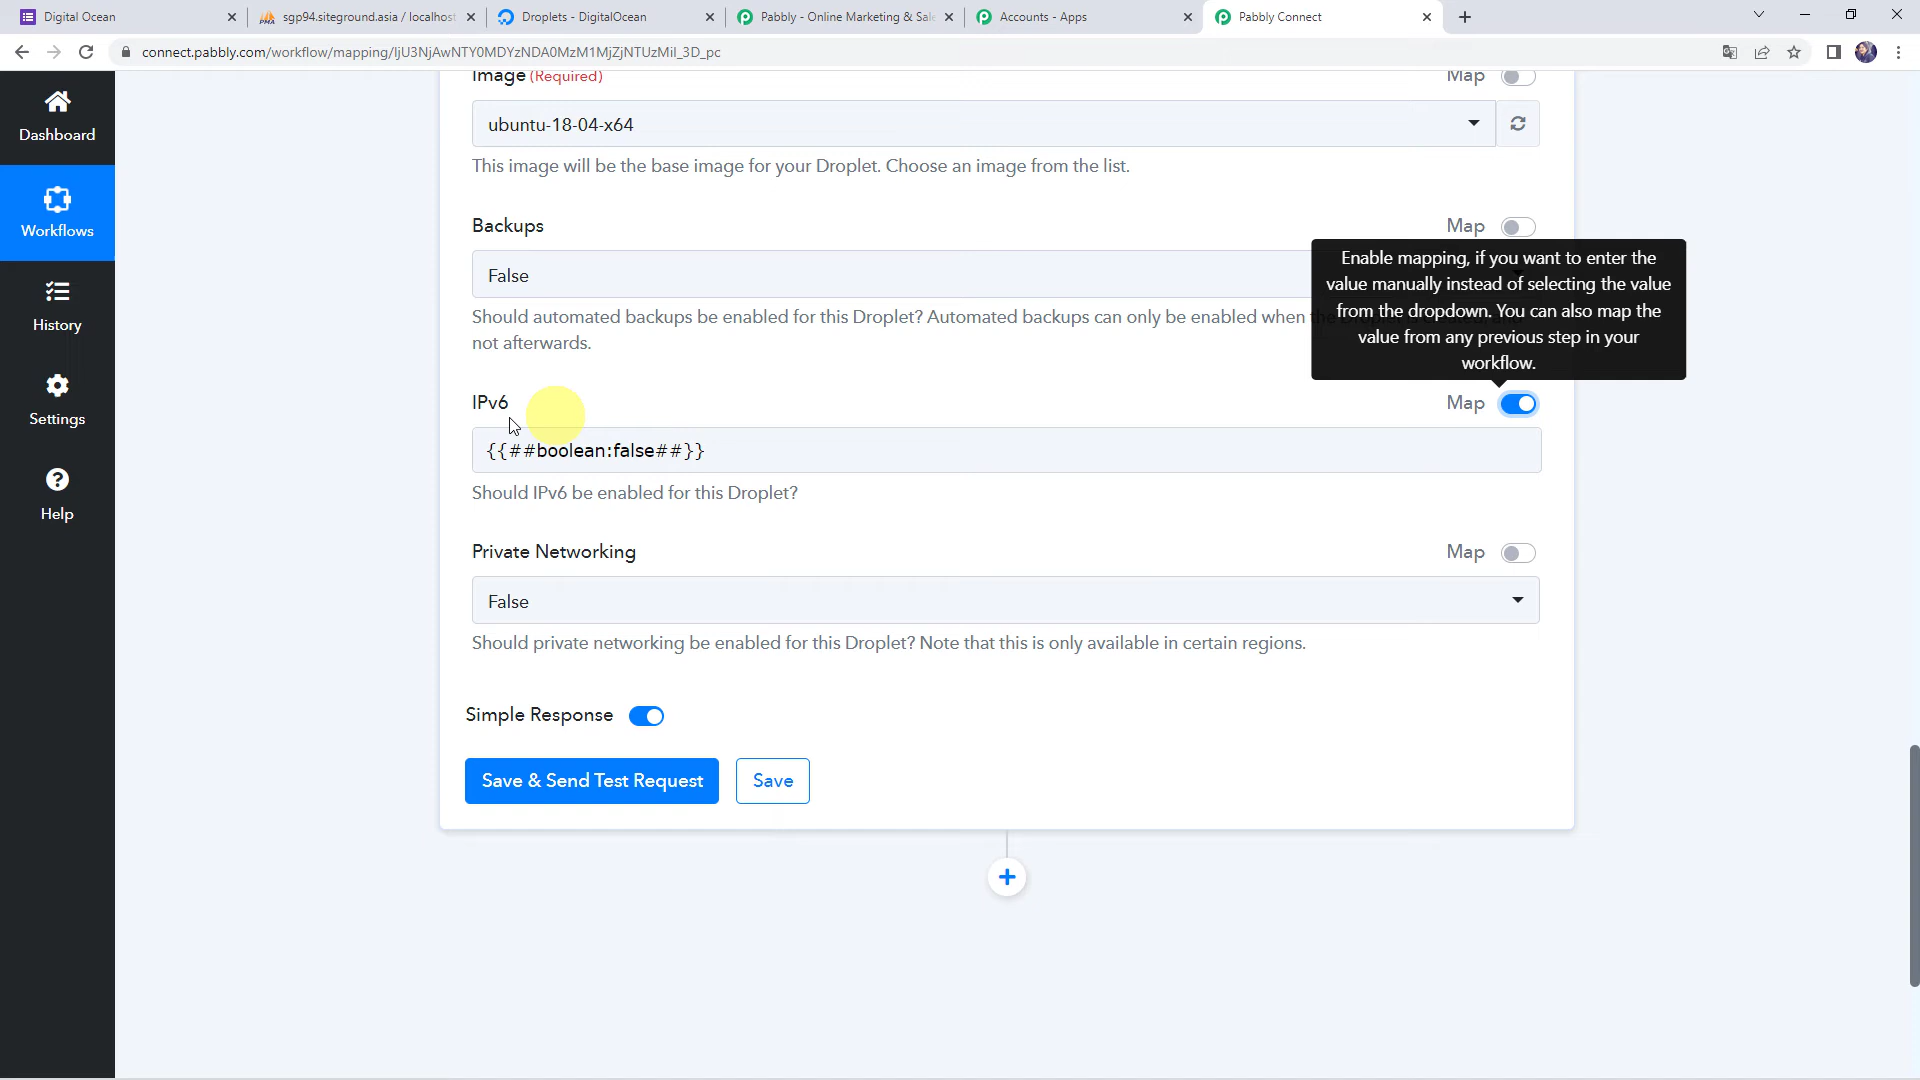 Digital Ocean
sgp94.siteground.asia / localhost
Droplets - DigitalOcean
Pabbly - Online Marketing & Sale
Accounts - Apps
Pabbly Connect
connect.pabbly.com/workflow/mapping/IjU3NjAwNTY0MDYzNDA0MzM1MjZjNTUzMiI_3D_pc
Dashboard
Workflows
History
Settings
Help
Image (Required)
Map
ubuntu-18-04-x64
This image will be the base image for your Droplet. Choose an image from the list.
Backups
Map
False
Should automated backups be enabled for this Droplet? Automated backups can only be enabled when the
not afterwards.
Enable mapping, if you want to enter the
value manually instead of selecting the value
from the dropdown. You can also map the
value from any previous step in your
workflow.
IPv6
Map
{{##boolean:false##}}
Should IPv6 be enabled for this Droplet?
Private Networking
Map
False
Should private networking be enabled for this Droplet? Note that this is only available in certain regions.
Simple Response
Save & Send Test Request
Save